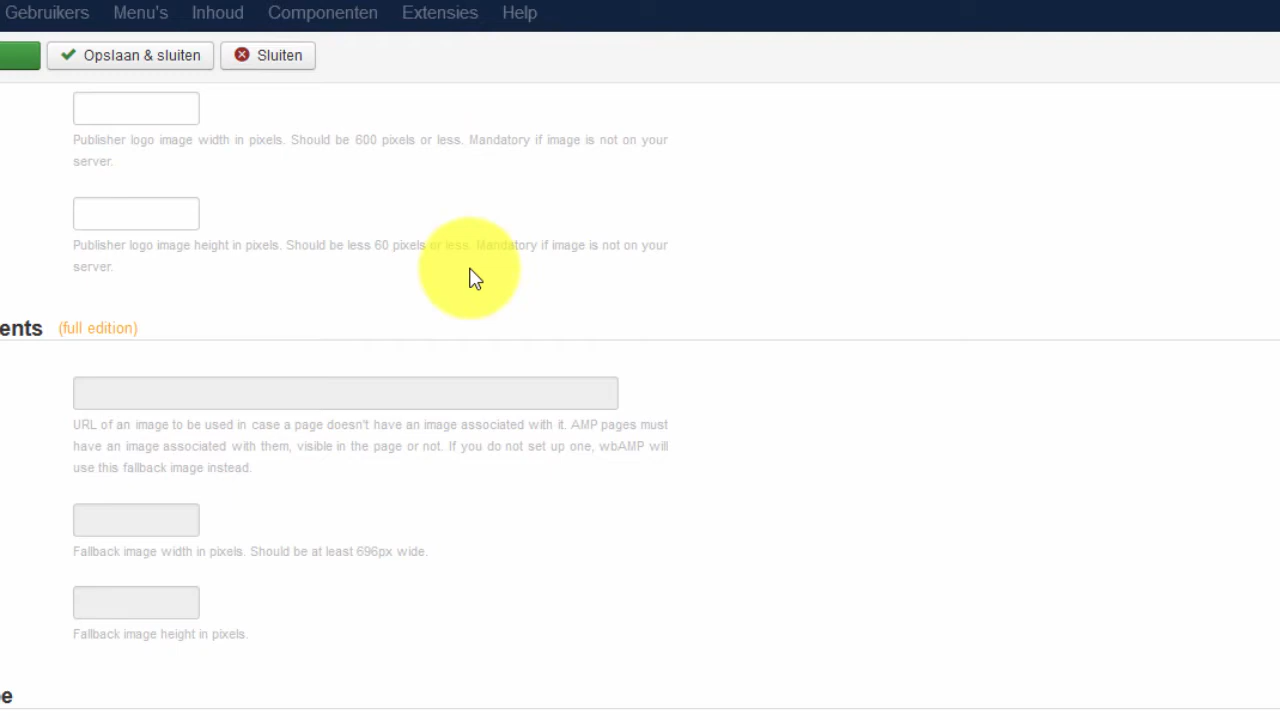 Gebruikers Menu's Inhoud Componenten Extensies Help
Opslaan & sluiten Sluiten
Publisher logo image width in pixels. Should be 600 pixels or less. Mandatory if image is not on your
server.
Publisher logo image height in pixels. Should be less 60 pixels or less. Mandatory if image is not on your
server.
ents (full edition)
URL of an image to be used in case a page doesn't have an image associated with it. AMP pages must
have an image associated with them, visible in the page or not. If you do not set up one, wbAMP will
use this fallback image instead.
Fallback image width in pixels. Should be at least 696px wide.
Fallback image height in pixels.
e